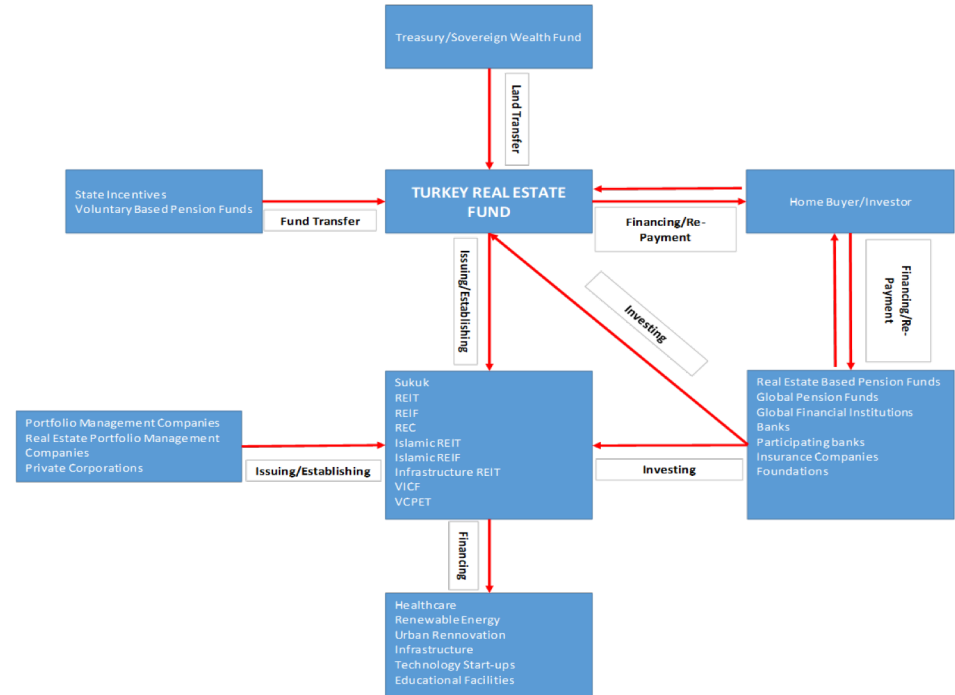 Treasury/Sovereign Wealth Fund
Land Transfer
State Incentives
Voluntary Based Pension Funds
Fund Transfer
TURKEY REAL ESTATE
FUND
Financing/Re-
Payment
Home Buyer/Investor
Issuing/Establishing
Investing
Financing/Re-
Payment
Portfolio Management Companies
Real Estate Portfolio Management
Companies
Private Corporations
Issuing/Establishing
Sukuk
REIT
REIF
REC
Islamic REIT
Islamic REIF
Infrastructure REIT
VICF
VCPET
Investing
Real Estate Based Pension Funds
Global Pension Funds
Global Financial Institutions
Banks
Participating banks
Insurance Companies
Foundations
Financing
Healthcare
Renewable Energy
Urban Rennovation
Infrastructure
Technology Start-ups
Educational Facilities